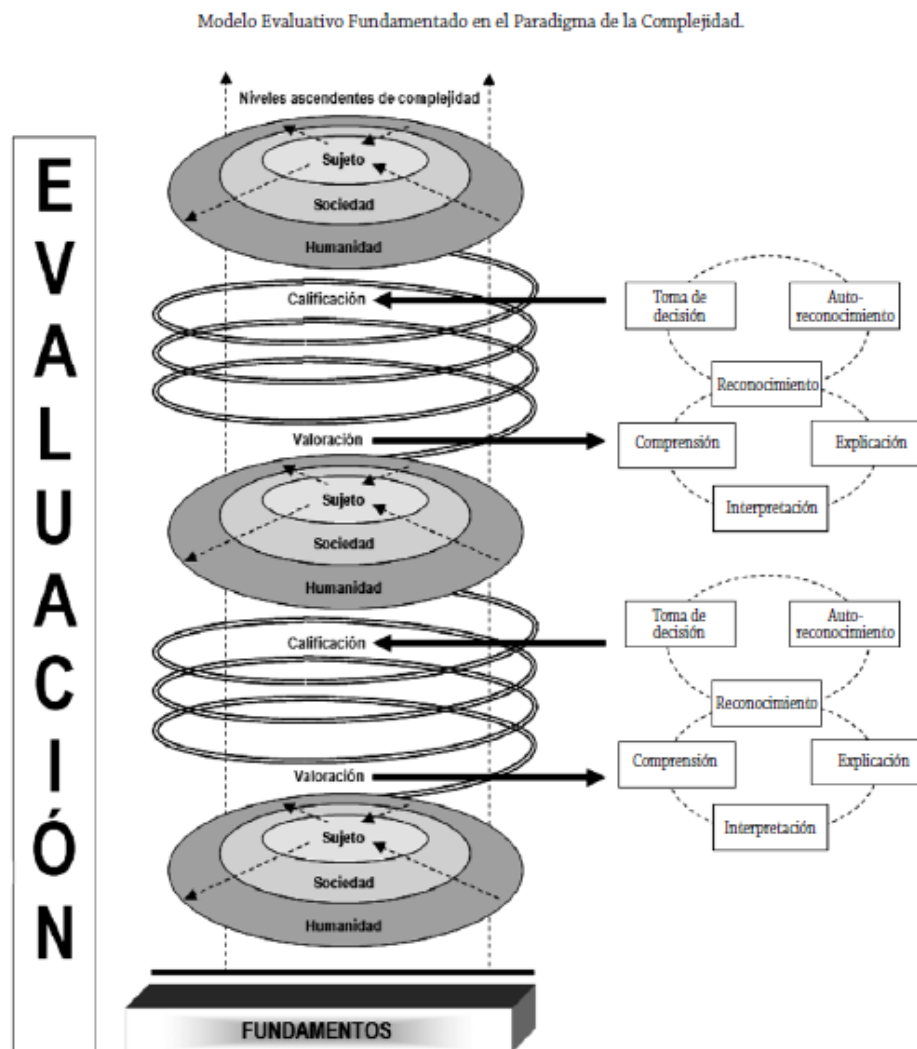 Modelo Evaluativo Fundamentado en el Paradigma de la Complejidad.
EVALUACIÓN
Niveles ascendentes de complejidad
Sujeto
Sociedad
Humanidad
Calificación
Toma de
decisión
Auto-
reconocimiento
Reconocimiento
Valoración
Comprensión
Explicación
Interpretación
Sujeto
Sociedad
Humanidad
Calificación
Toma de
decisión
Auto-
reconocimiento
Reconocimiento
Valoración
Comprensión
Explicación
Interpretación
Sujeto
Sociedad
Humanidad
FUNDAMENTOS